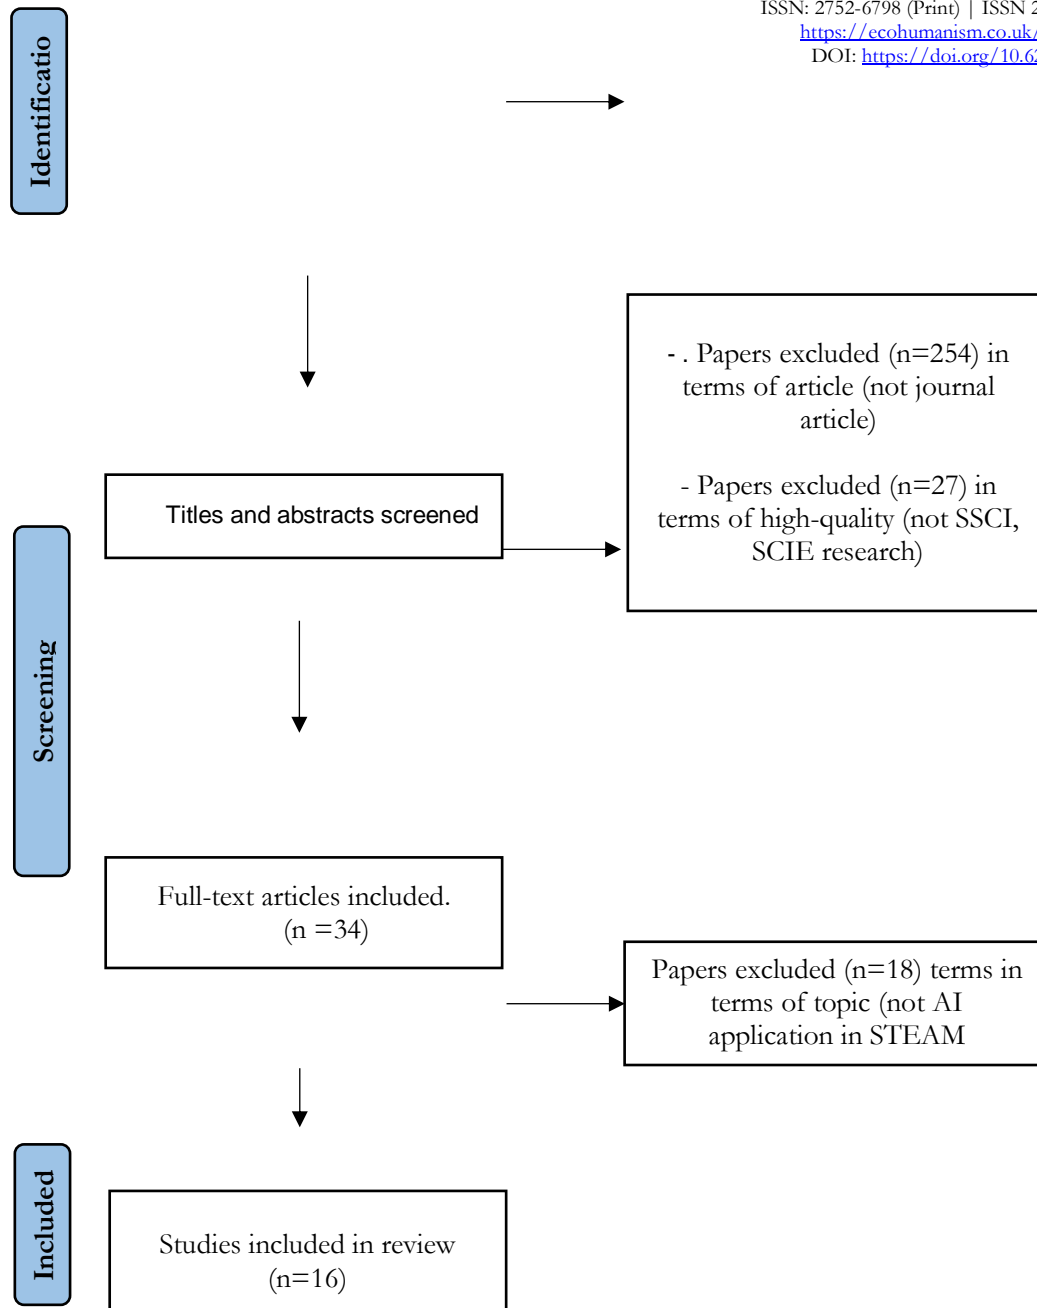 ISSN: 2752-6798 (Print) | ISSN 2
https://ecohumanism.co.uk/
DOI: https://doi.org/10.62
Identificatio
- . Papers excluded (n=254) in
terms of article (not journal
article)
- Papers excluded (n=27) in
terms of high-quality (not SSCI,
SCIE research)
Titles and abstracts screened
Screening
Full-text articles included.
(n =34)
Papers excluded (n=18) terms in
terms of topic (not AI
application in STEAM
Included
Studies included in review
(n=16)